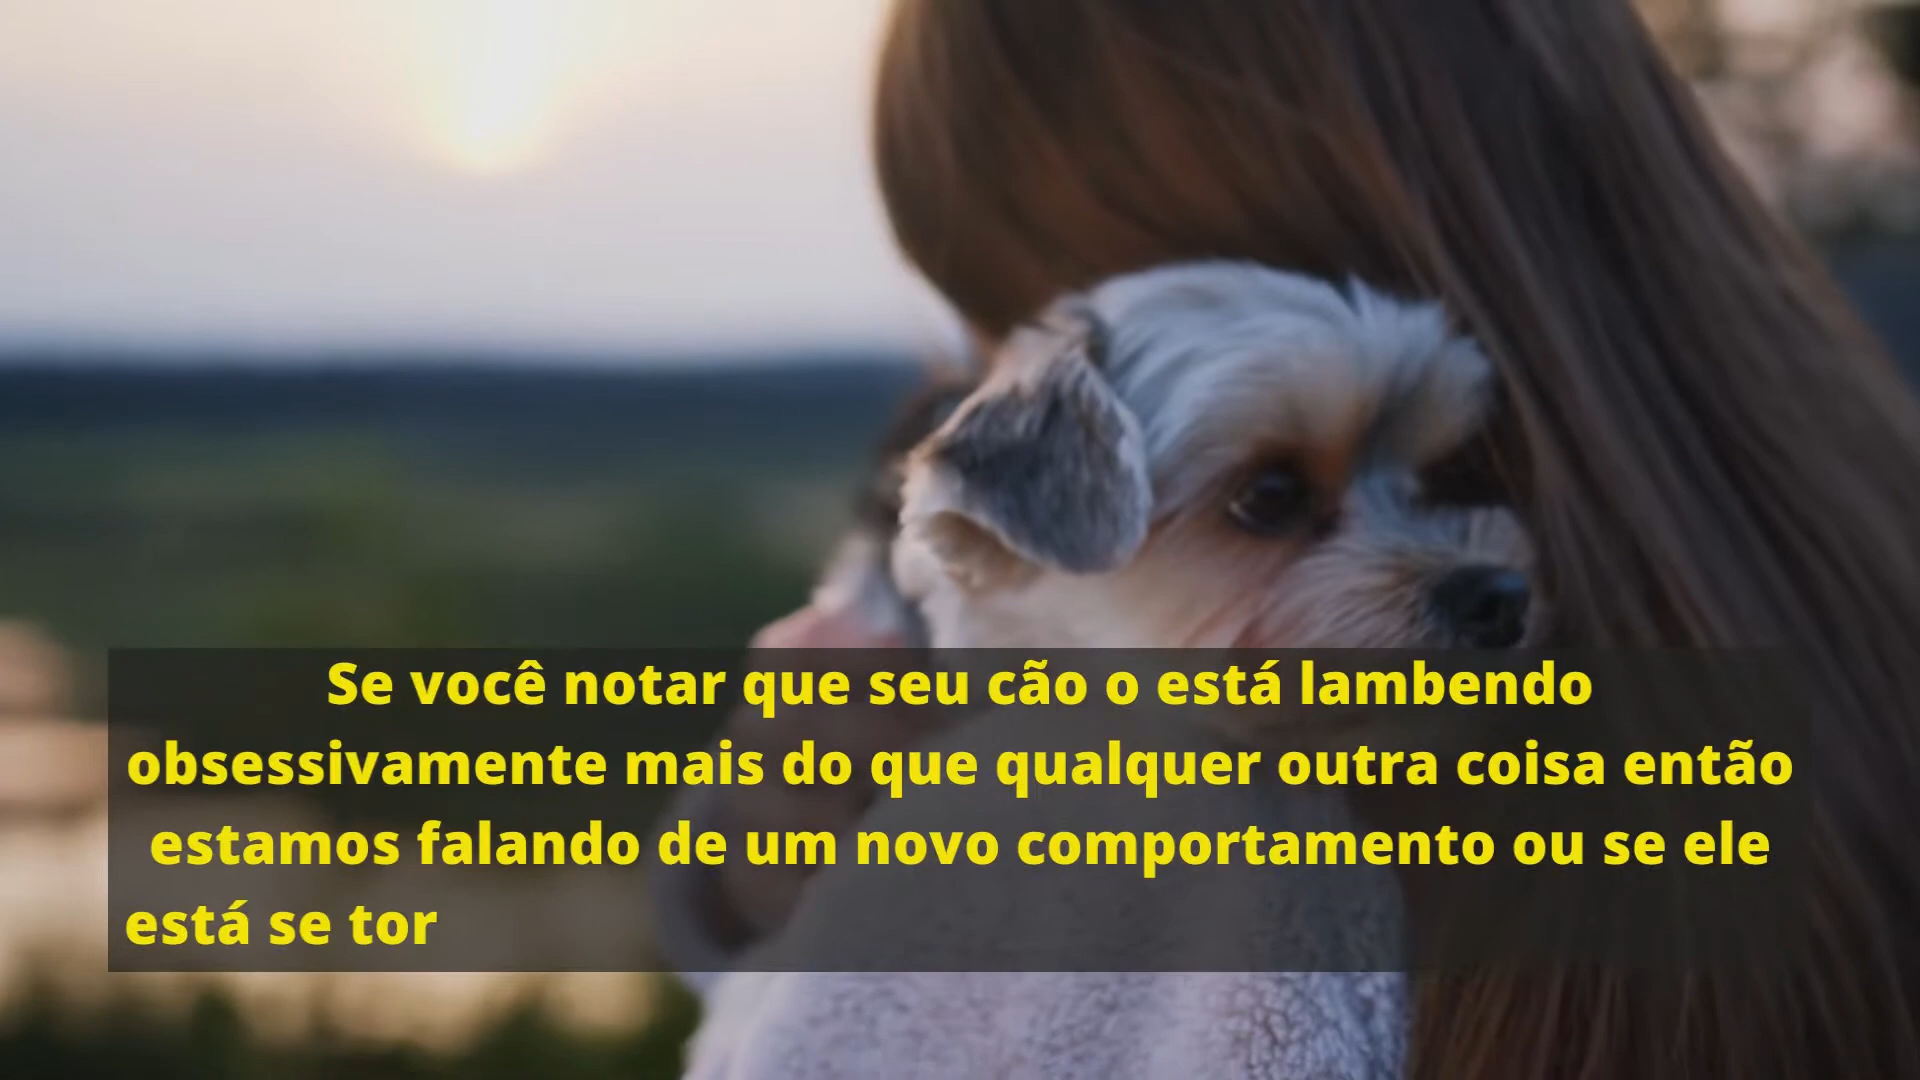 Se você notar que seu cão o está lambendo
obsessivamente mais do que qualquer outra coisa então
estamos falando de um novo comportamento ou se ele
está se tor